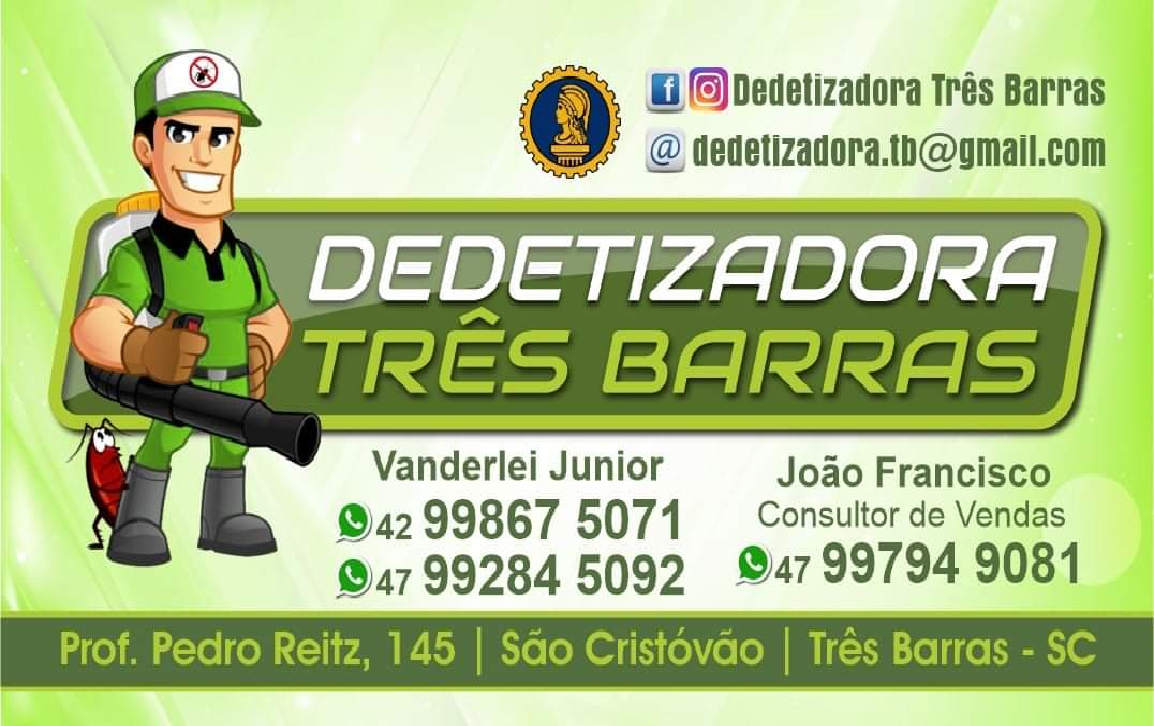 Dedetizadora Três Barras
dedetizadora.tb@gmail.com
DEDETIZADORA
TRÊS BARRAS
Vanderlei Junior
42 99867 5071
47 99284 5092
João Francisco
Consultor de Vendas
47 99794 9081
Prof. Pedro Reitz, 145 | São Cristóvão | Três Barras - SC